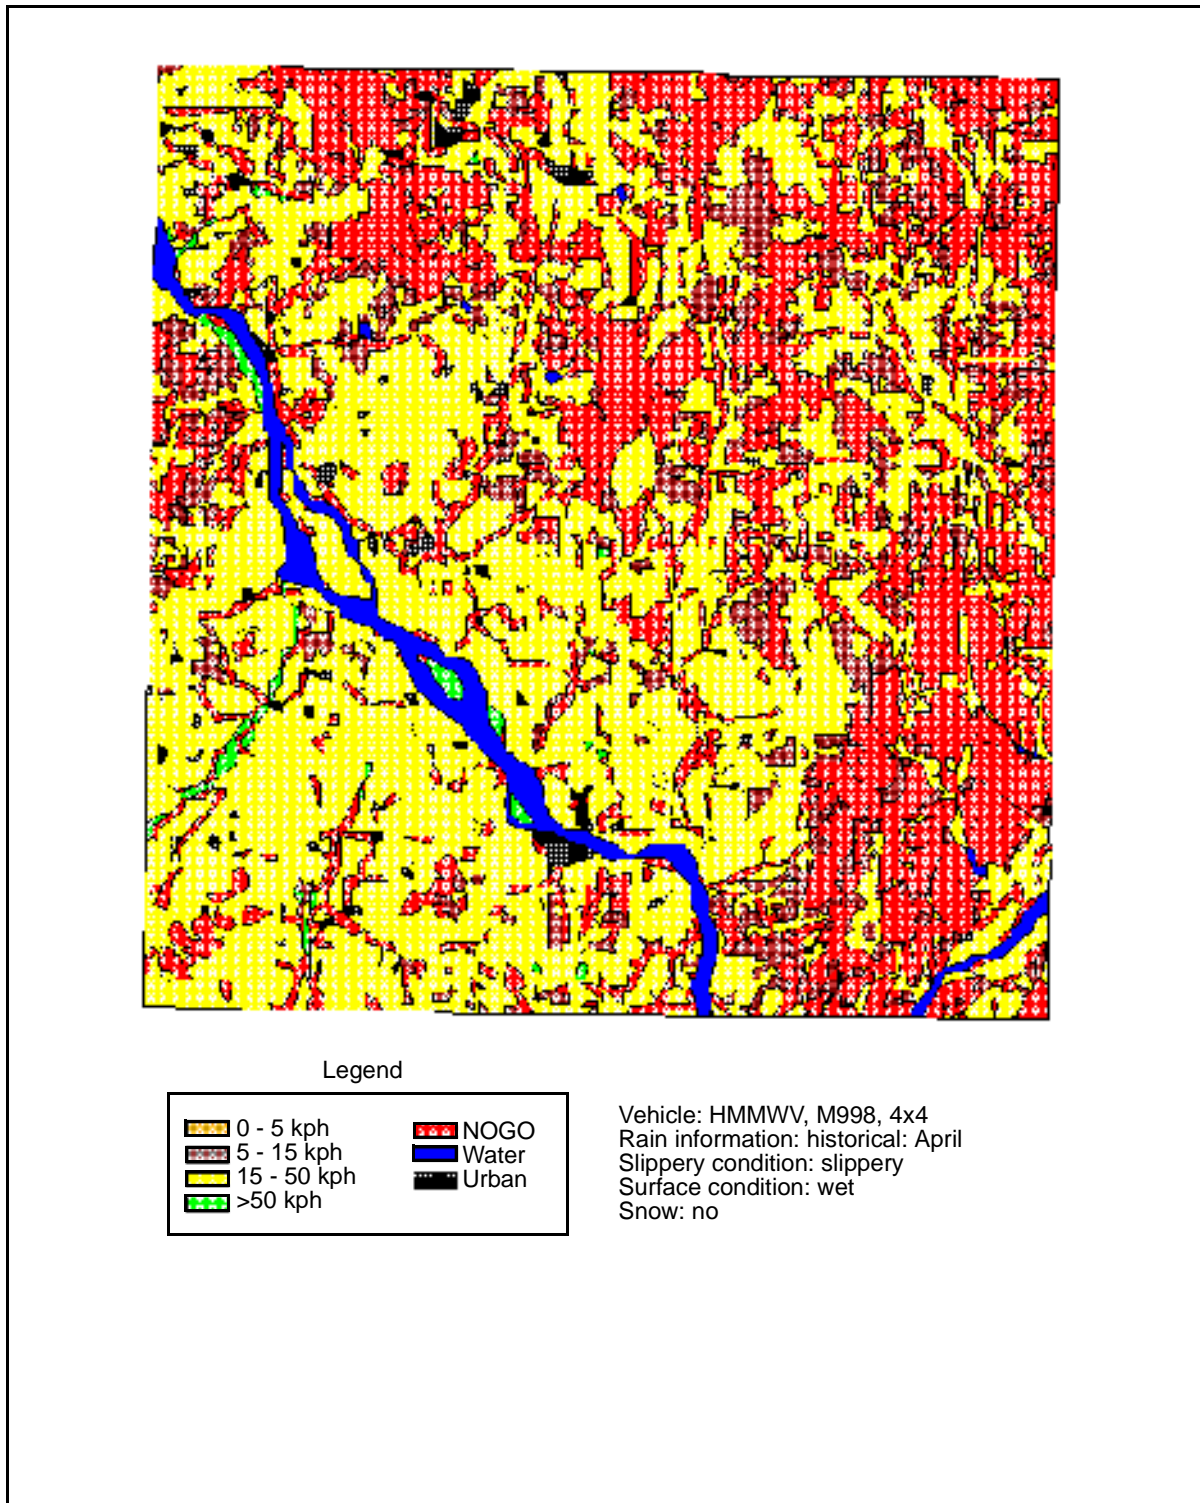 Legend
0 - 5 kph
5 - 15 kph
15 - 50 kph
>50 kph
NOGO
Water
Urban
Vehicle: HMMWV, M998, 4x4
Rain information: historical: April
Slippery condition: slippery
Surface condition: wet
Snow: no